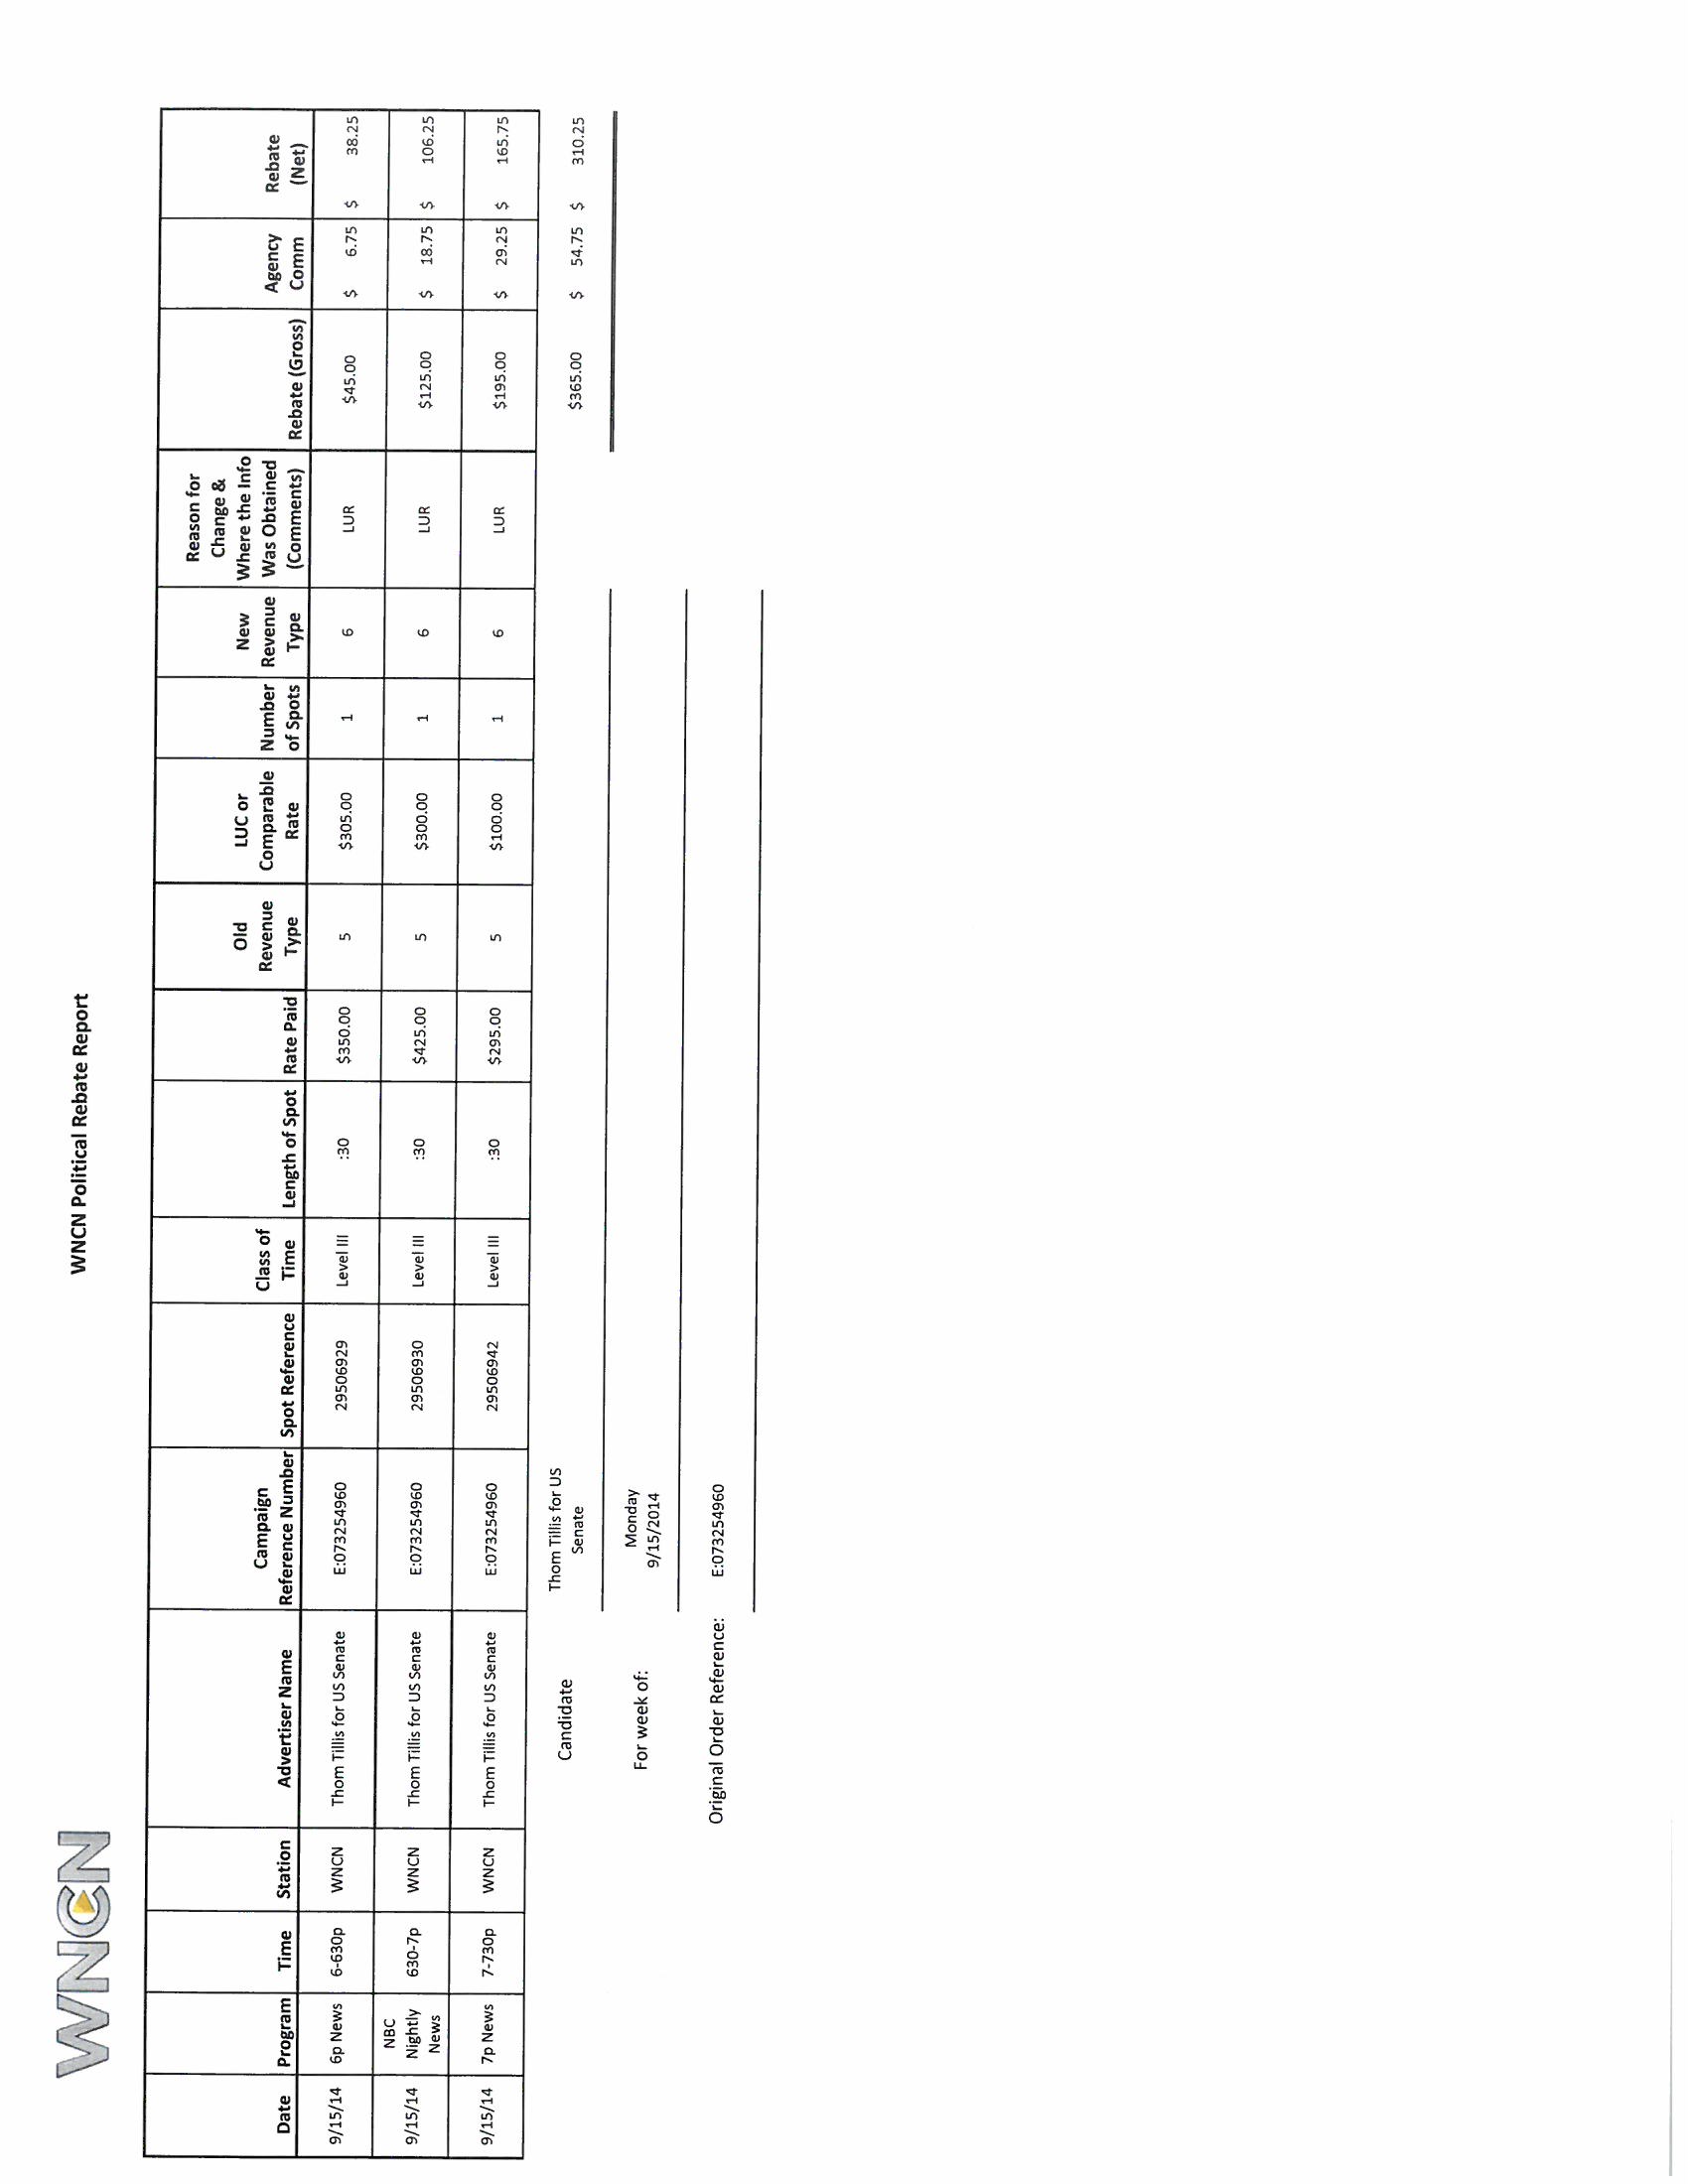 WNCN
WNCN Political Rebate Report
Date Program Time Station Advertiser Name Campaign Reference Number Spot Reference Class of Time Length of Spot Rate Paid Old Revenue Type LUC or Comparable Rate Number of Spots New Revenue Type Reason for Change & Where the Info Was Obtained (Comments) Rebate (Gross) Agency Comm Rebate (Net)
9/15/14 6p News 6-630p WNCN Thom Tillis for US Senate E:073254960 29506929 Level III :30 $350.00 5 $305.00 1 6 LUR $45.00 $ 6.75 $ 38.25
9/15/14 NBC Nightly News 630-7p WNCN Thom Tillis for US Senate E:073254960 29506930 Level III :30 $425.00 5 $300.00 1 6 LUR $125.00 $ 18.75 $ 106.25
9/15/14 7p News 7-730p WNCN Thom Tillis for US Senate E:073254960 29506942 Level III :30 $295.00 5 $100.00 1 6 LUR $195.00 $ 29.25 $ 165.75
Candidate Thom Tillis for US Senate $365.00 $ 54.75 $ 310.25
For week of: Monday 9/15/2014
Original Order Reference: E:073254960